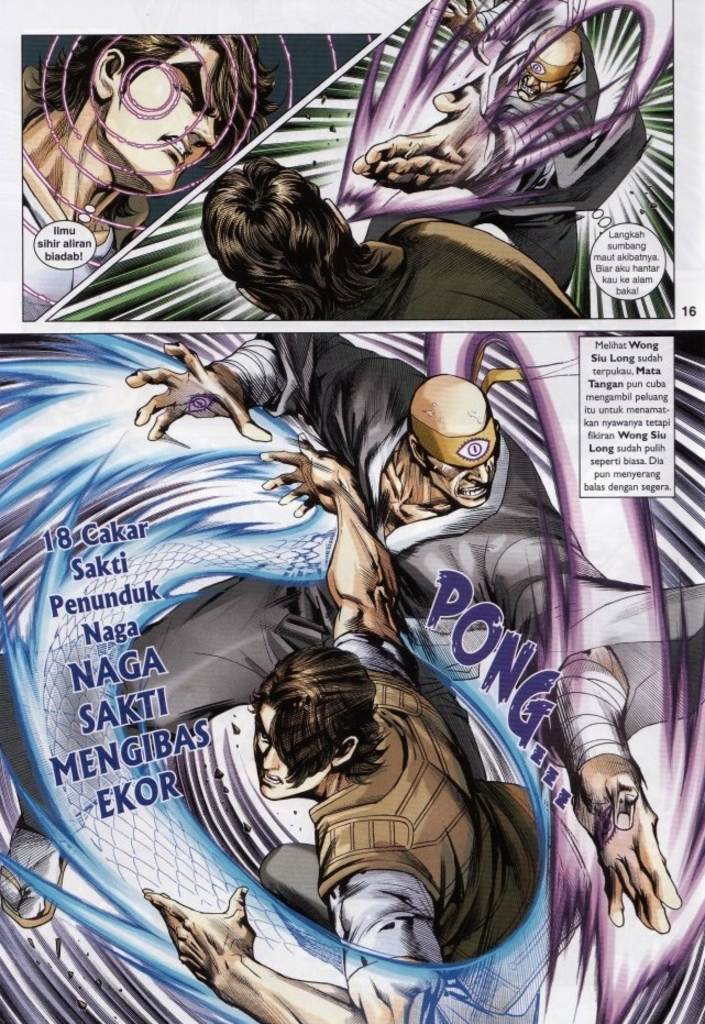 Ilmu
sihir aliran
biadab!
Langkah
sumbang
maut akibatnya.
Biar aku hantar
kau ke alam
baka!
16
Melihat Wong
Siu Long sudah
terpukau, Mata
Tangan pun cuba
mengambil peluang
itu untuk menamat-
kan nyawanya tetapi
fikiran Wong Siu
Long sudah pulih
seperti biasa. Dia
pun menyerang
balas dengan segera.
18 Cakar
Sakti
Penunduk
Naga
NAGA
SAKTI
MENGIBAS
EKOR
PONG...